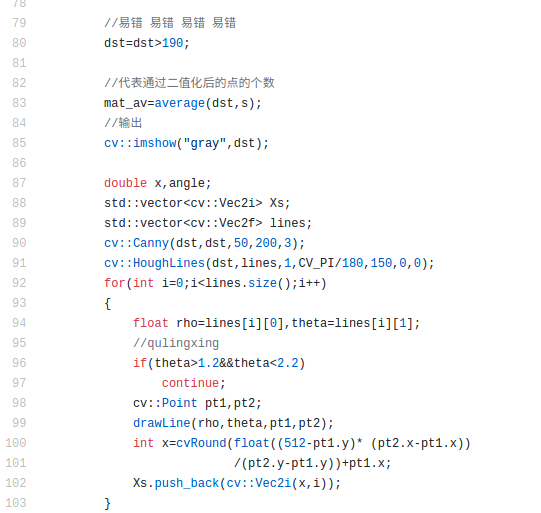 78
79 //易错 易错 易错 易错
80 dst=dst>190;
81
82 //代表通过二值化后的点的个数
83 mat_av=average(dst,s);
84 //输出
85 cv::imshow("gray",dst);
86
87 double x,angle;
88 std::vector<cv::Vec2i> Xs;
89 std::vector<cv::Vec2f> lines;
90 cv::Canny(dst,dst,50,200,3);
91 cv::HoughLines(dst,lines,1,CV_PI/180,150,0,0);
92 for(int i=0;i<lines.size();i++)
93 {
94 float rho=lines[i][0],theta=lines[i][1];
95 //qulingxing
96 if(theta>1.2&&theta<2.2)
97 continue;
98 cv::Point pt1,pt2;
99 drawLine(rho,theta,pt1,pt2);
100 int x=cvRound(float((512-pt1.y)* (pt2.x-pt1.x))
101 /(pt2.y-pt1.y))+pt1.x;
102 Xs.push_back(cv::Vec2i(x,i));
103 }